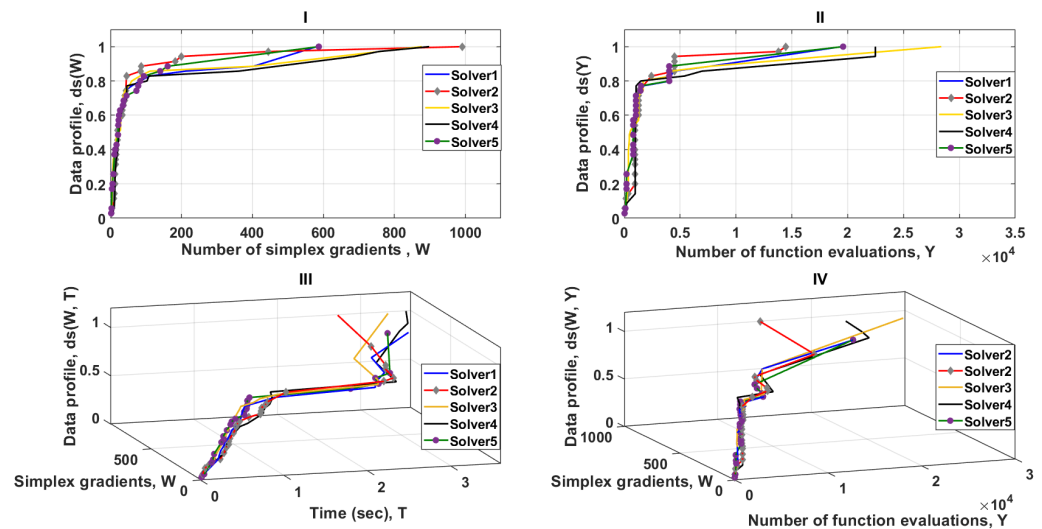 I
1
0.8
0.6
0.4
0.2
0
Data profile, ds(W)
0 200 400 600 800 1000
Number of simplex gradients , W
Solver1
Solver2
Solver3
Solver4
Solver5
II
1
0.8
0.6
0.4
0.2
0
Data profile, ds(Y)
0 0.5 1 1.5 2 2.5 3 3.5
Number of function evaluations, Y
×10^4
Solver1
Solver2
Solver3
Solver4
Solver5
III
1
0.5
0
Data profile, ds(W, T)
500
0
Simplex gradients, W
0 1 2 3
Time (sec), T
Solver1
Solver2
Solver3
Solver4
Solver5
IV
1
0.5
0
Data profile, ds(W, Y)
1000
500
0
Simplex gradients, W
0 1 2 3
×10^4
Number of function evaluations, Y
Solver2
Solver2
Solver3
Solver4
Solver5